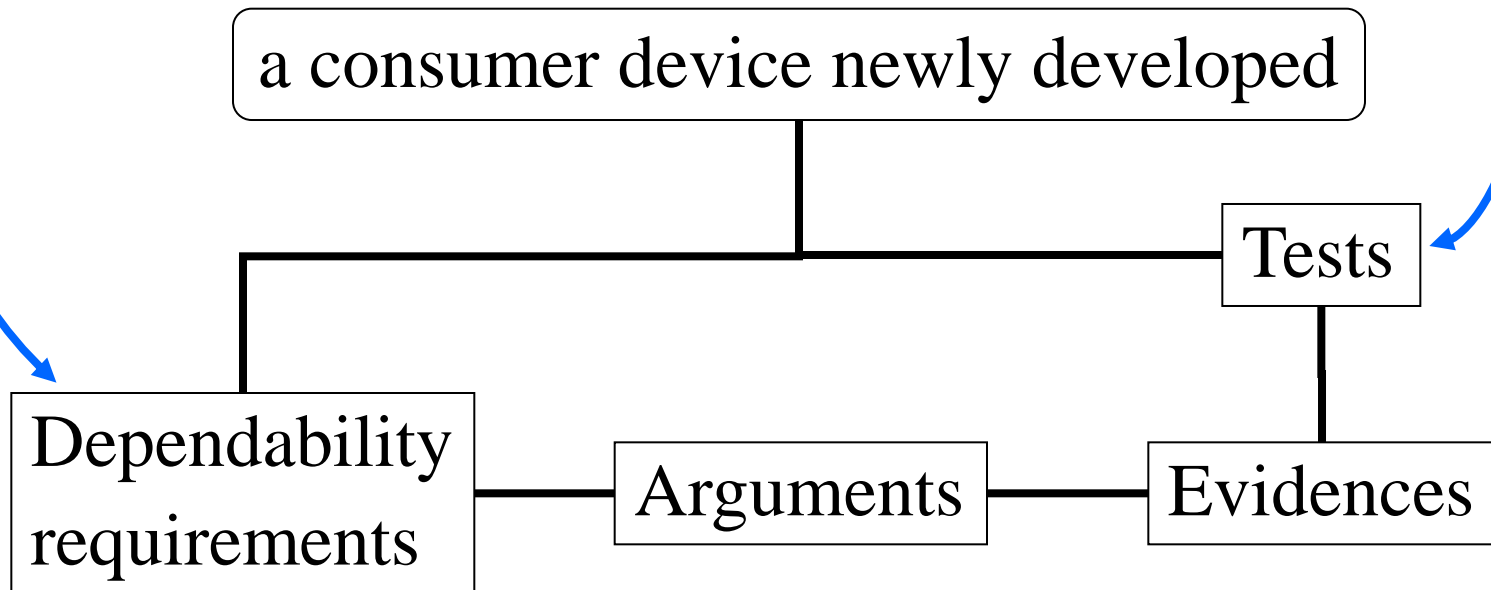 a consumer device newly developed
Tests
Dependability
requirements
Arguments
Evidences